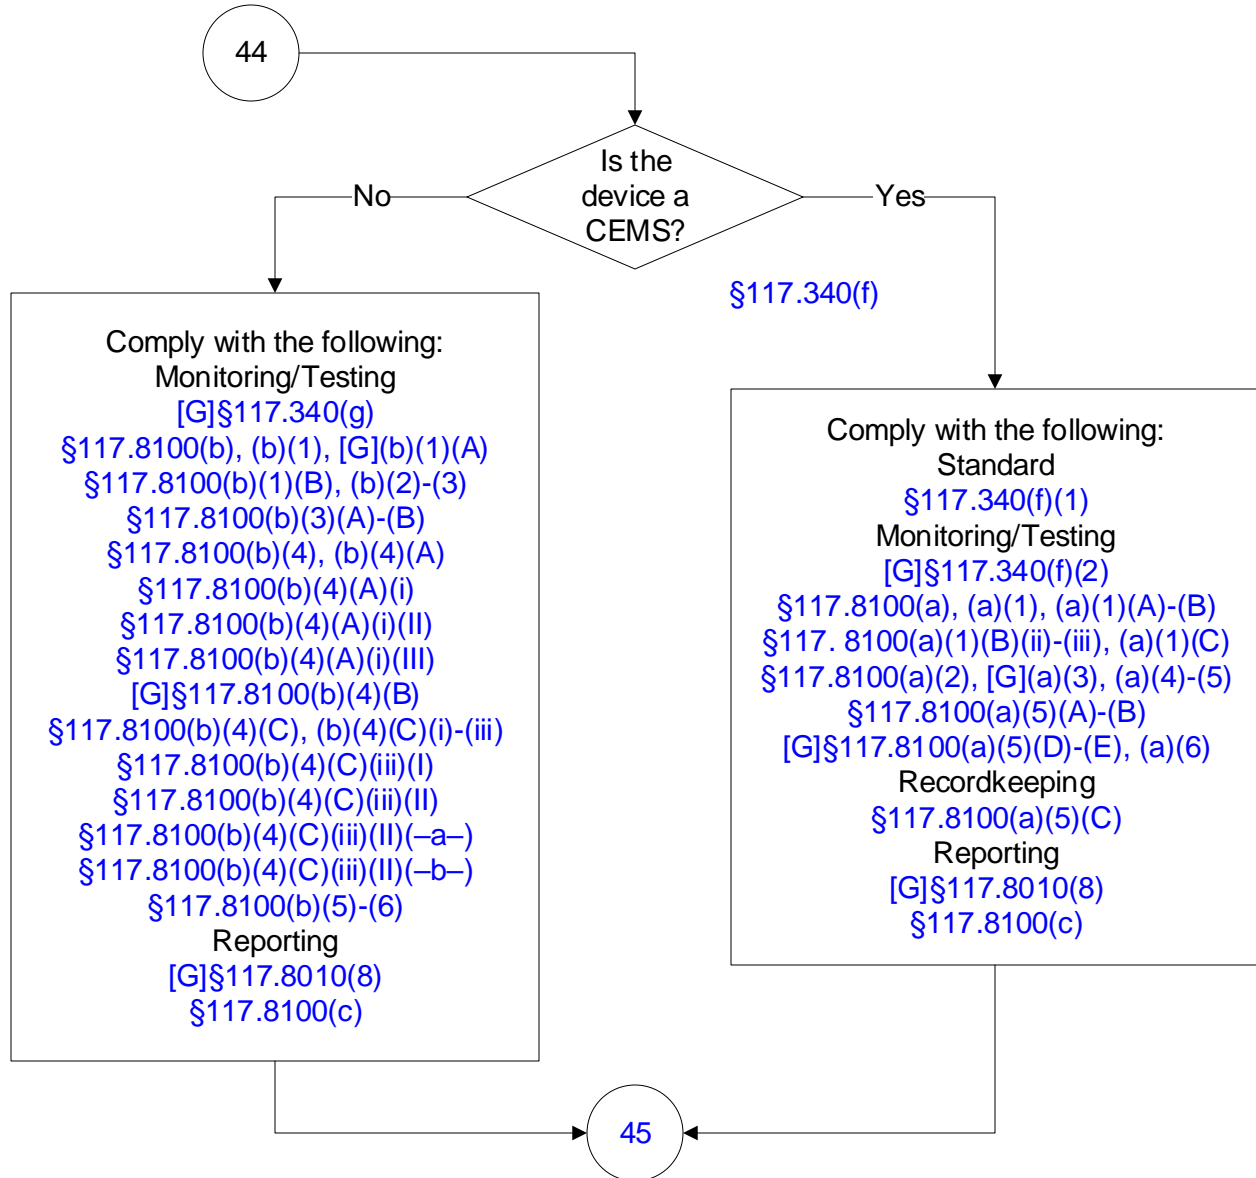 44
Is the
device a
CEMS?
No
Yes
§117.340(f)
Comply with the following:
Monitoring/Testing
[G]§117.340(g)
§117.8100(b), (b)(1), [G](b)(1)(A)
§117.8100(b)(1)(B), (b)(2)-(3)
§117.8100(b)(3)(A)-(B)
§117.8100(b)(4), (b)(4)(A)
§117.8100(b)(4)(A)(i)
§117.8100(b)(4)(A)(i)(II)
§117.8100(b)(4)(A)(i)(III)
[G]§117.8100(b)(4)(B)
§117.8100(b)(4)(C), (b)(4)(C)(i)-(iii)
§117.8100(b)(4)(C)(iii)(I)
§117.8100(b)(4)(C)(iii)(II)
§117.8100(b)(4)(C)(iii)(II)(–a–)
§117.8100(b)(4)(C)(iii)(II)(–b–)
§117.8100(b)(5)-(6)
Reporting
[G]§117.8010(8)
§117.8100(c)
Comply with the following:
Standard
§117.340(f)(1)
Monitoring/Testing
[G]§117.340(f)(2)
§117.8100(a), (a)(1), (a)(1)(A)-(B)
§117. 8100(a)(1)(B)(ii)-(iii), (a)(1)(C)
§117.8100(a)(2), [G](a)(3), (a)(4)-(5)
§117.8100(a)(5)(A)-(B)
[G]§117.8100(a)(5)(D)-(E), (a)(6)
Recordkeeping
§117.8100(a)(5)(C)
Reporting
[G]§117.8010(8)
§117.8100(c)
45